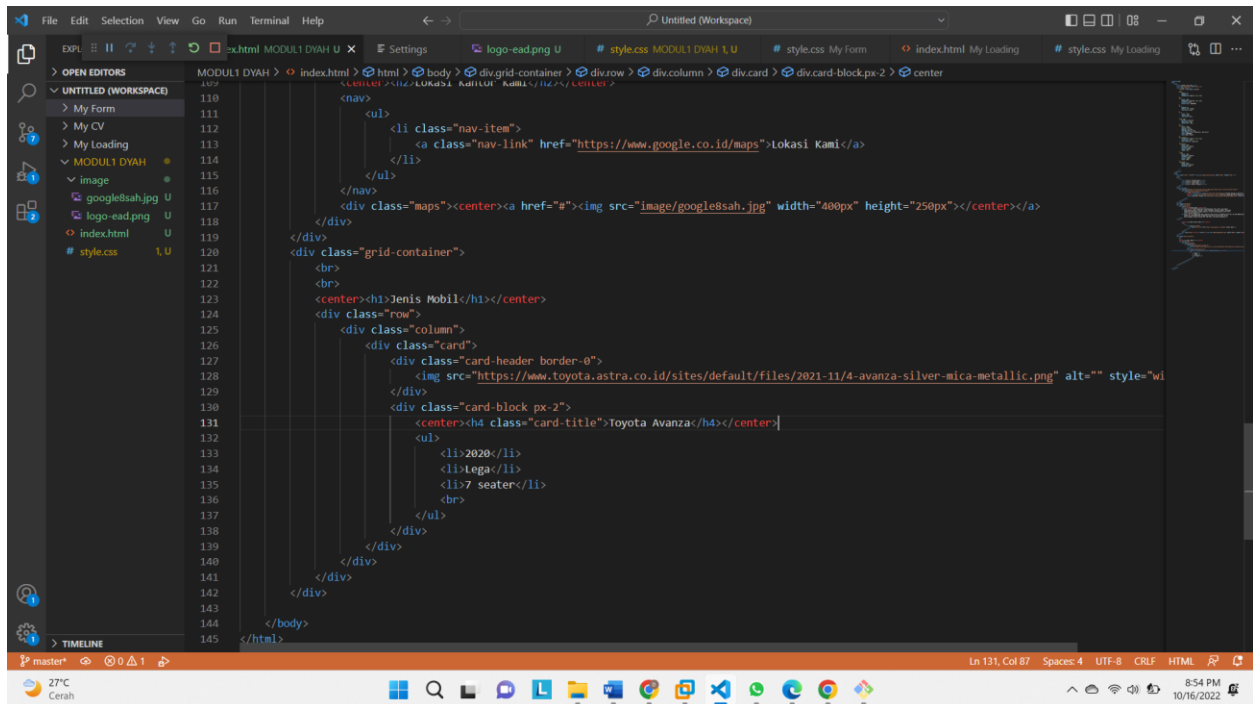 File Edit Selection View Go Run Terminal Help
Untitled (Workspace)
EXPL
ex.html MODUL1 DYAH U
Settings
logo-ead.png U
# style.css MODUL1 DYAH 1, U
# style.css My Form
index.html My Loading
# style.css My Loading
OPEN EDITORS
MODUL1 DYAH > index.html > html > body > div.grid-container > div.row > div.column > div.card > div.card-block.px-2 > center
UNTITLED (WORKSPACE)
My Form
My CV
My Loading
MODUL1 DYAH
image
google8sah.jpg U
logo-ead.png U
index.html U
# style.css 1, U
TIMELINE
109 <center><h2>Lokasi Kantor Kami</h2></center>
110 <nav>
111 <ul>
112 <li class="nav-item">
113 <a class="nav-link" href="https://www.google.co.id/maps">Lokasi Kami</a>
114 </li>
115 </ul>
116 </nav>
117 <div class="maps"><center><a href="#"><img src="image/google8sah.jpg" width="400px" height="250px"></center></a>
118 </div>
119 </div>
120 <div class="grid-container">
121 <br>
122 <br>
123 <center><h1>Jenis Mobil</h1></center>
124 <div class="row">
125 <div class="column">
126 <div class="card">
127 <div class="card-header border-0">
128 <img src="https://www.toyota.astra.co.id/sites/default/files/2021-11/4-avanza-silver-mica-metallic.png" alt="" style="wi
129 </div>
130 <div class="card-block px-2">
131 <center><h4 class="card-title">Toyota Avanza</h4></center>
132 <ul>
133 <li>2020</li>
134 <li>Lega</li>
135 <li>7 seater</li>
136 <br>
137 </ul>
138 </div>
139 </div>
140 </div>
141 </div>
142 </div>
143
144 </body>
145 </html>
master* 0 1
Ln 131, Col 87 Spaces: 4 UTF-8 CRLF HTML
27°C
Cerah
8:54 PM
10/16/2022